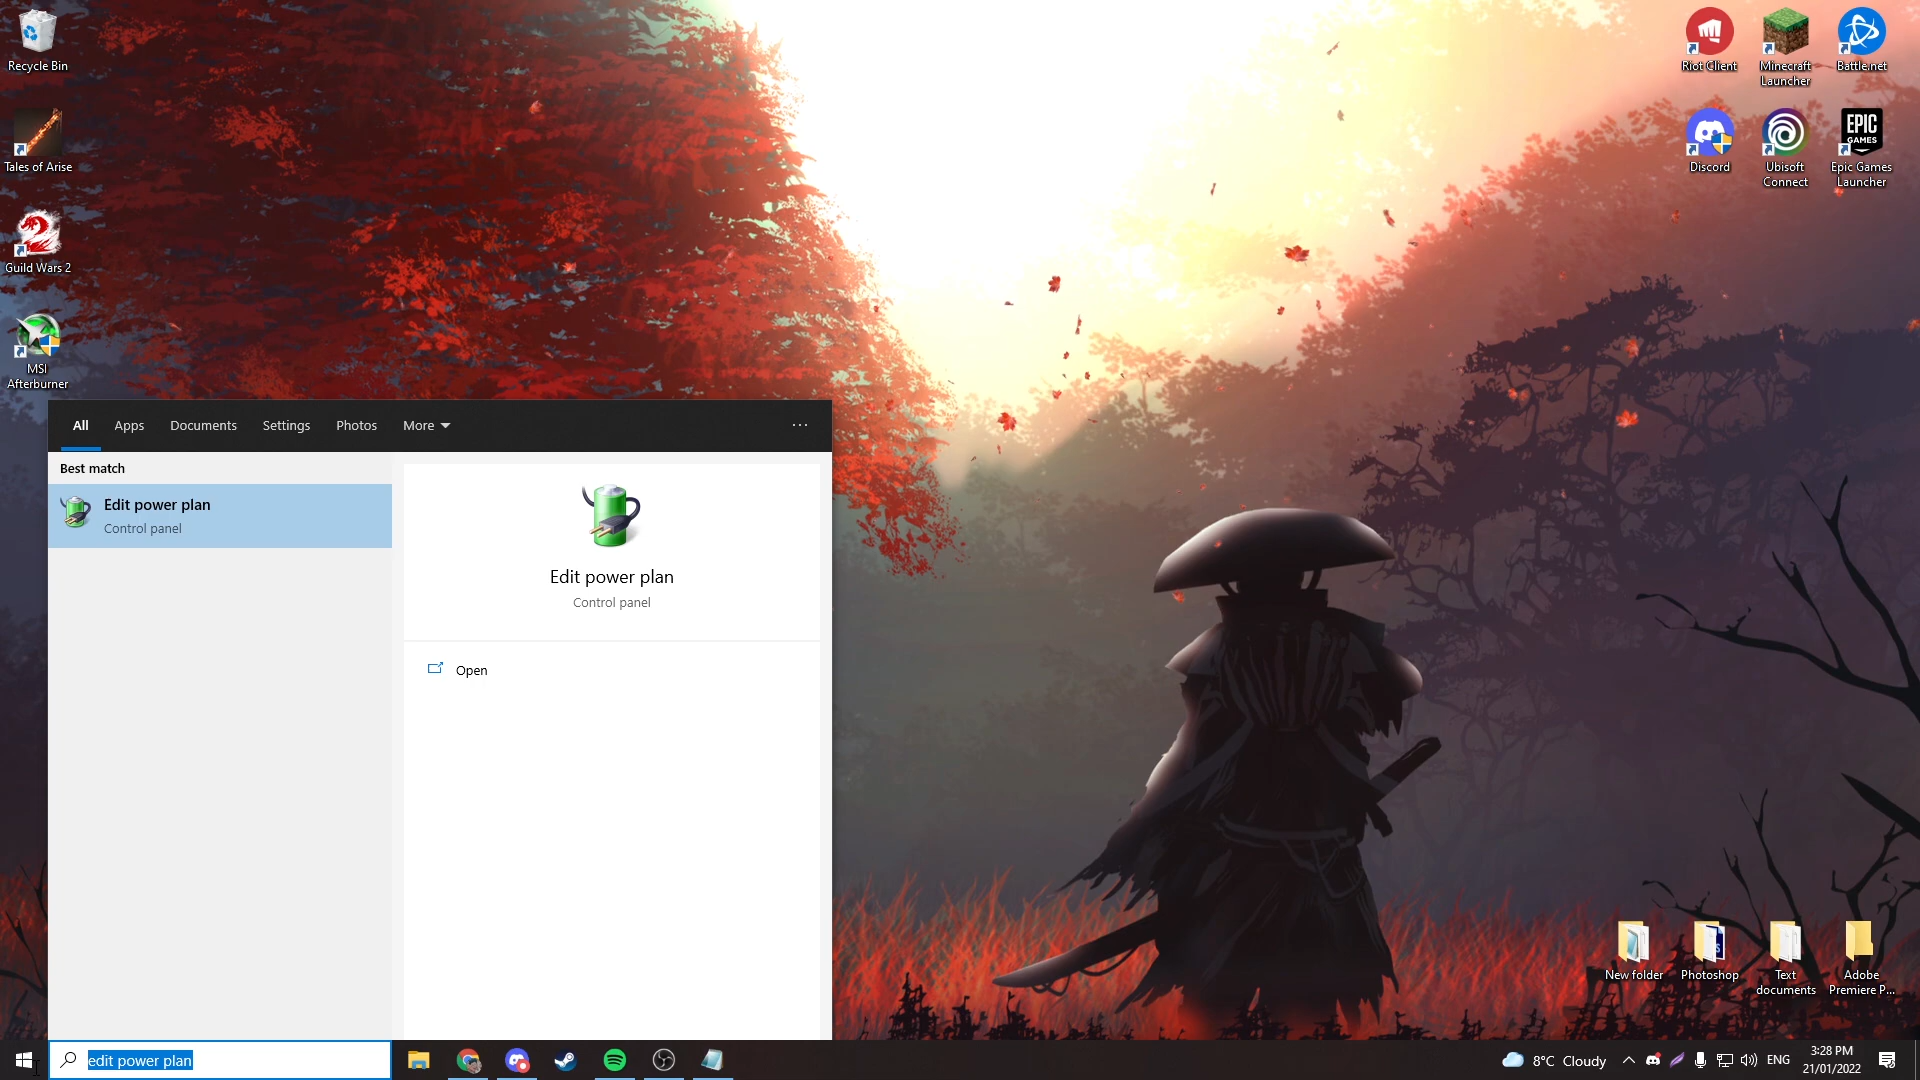 Recycle Bin
Tales of Arise
Guild Wars 2
MSI
Afterburner
Riot Client
Minecraft
Launcher
Battle.net
Discord
Ubisoft
Connect
EPIC
GAMES
Epic Games
Launcher
All
Apps
Documents
Settings
Photos
More
...
Best match
Edit power plan
Control panel
Edit power plan
Control panel
Open
New folder
Photoshop
Text
documents
Adobe
Premiere P...
edit power plan
8°C Cloudy
ENG
3:28 PM
21/01/2022